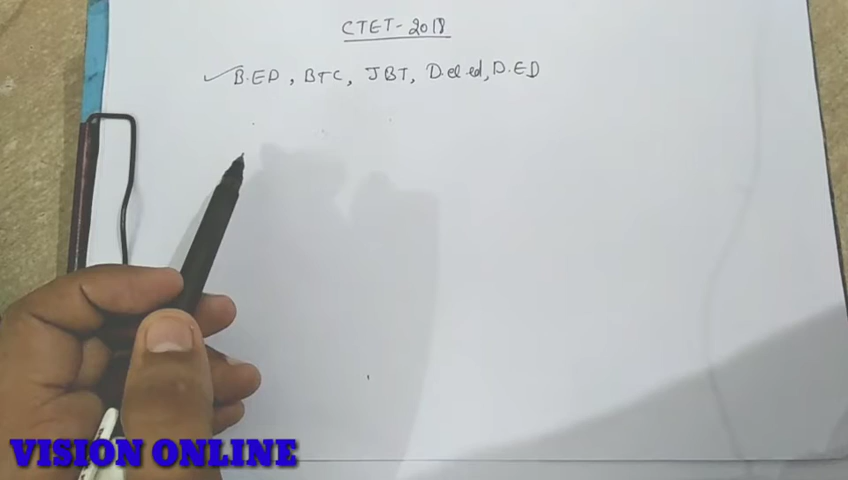 CTET-2018
B.ED, BTC, JBT, D.el.ed, D.ED
VISION ONLINE